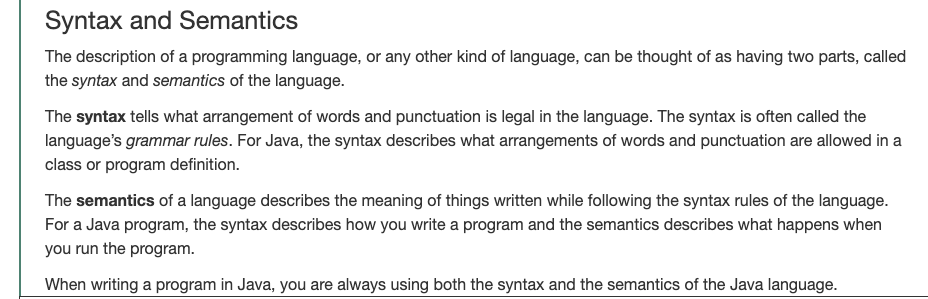 Syntax and Semantics
The description of a programming language, or any other kind of language, can be thought of as having two parts, called
the syntax and semantics of the language.
The syntax tells what arrangement of words and punctuation is legal in the language. The syntax is often called the
language’s grammar rules. For Java, the syntax describes what arrangements of words and punctuation are allowed in a
class or program definition.
The semantics of a language describes the meaning of things written while following the syntax rules of the language.
For a Java program, the syntax describes how you write a program and the semantics describes what happens when
you run the program.
When writing a program in Java, you are always using both the syntax and the semantics of the Java language.